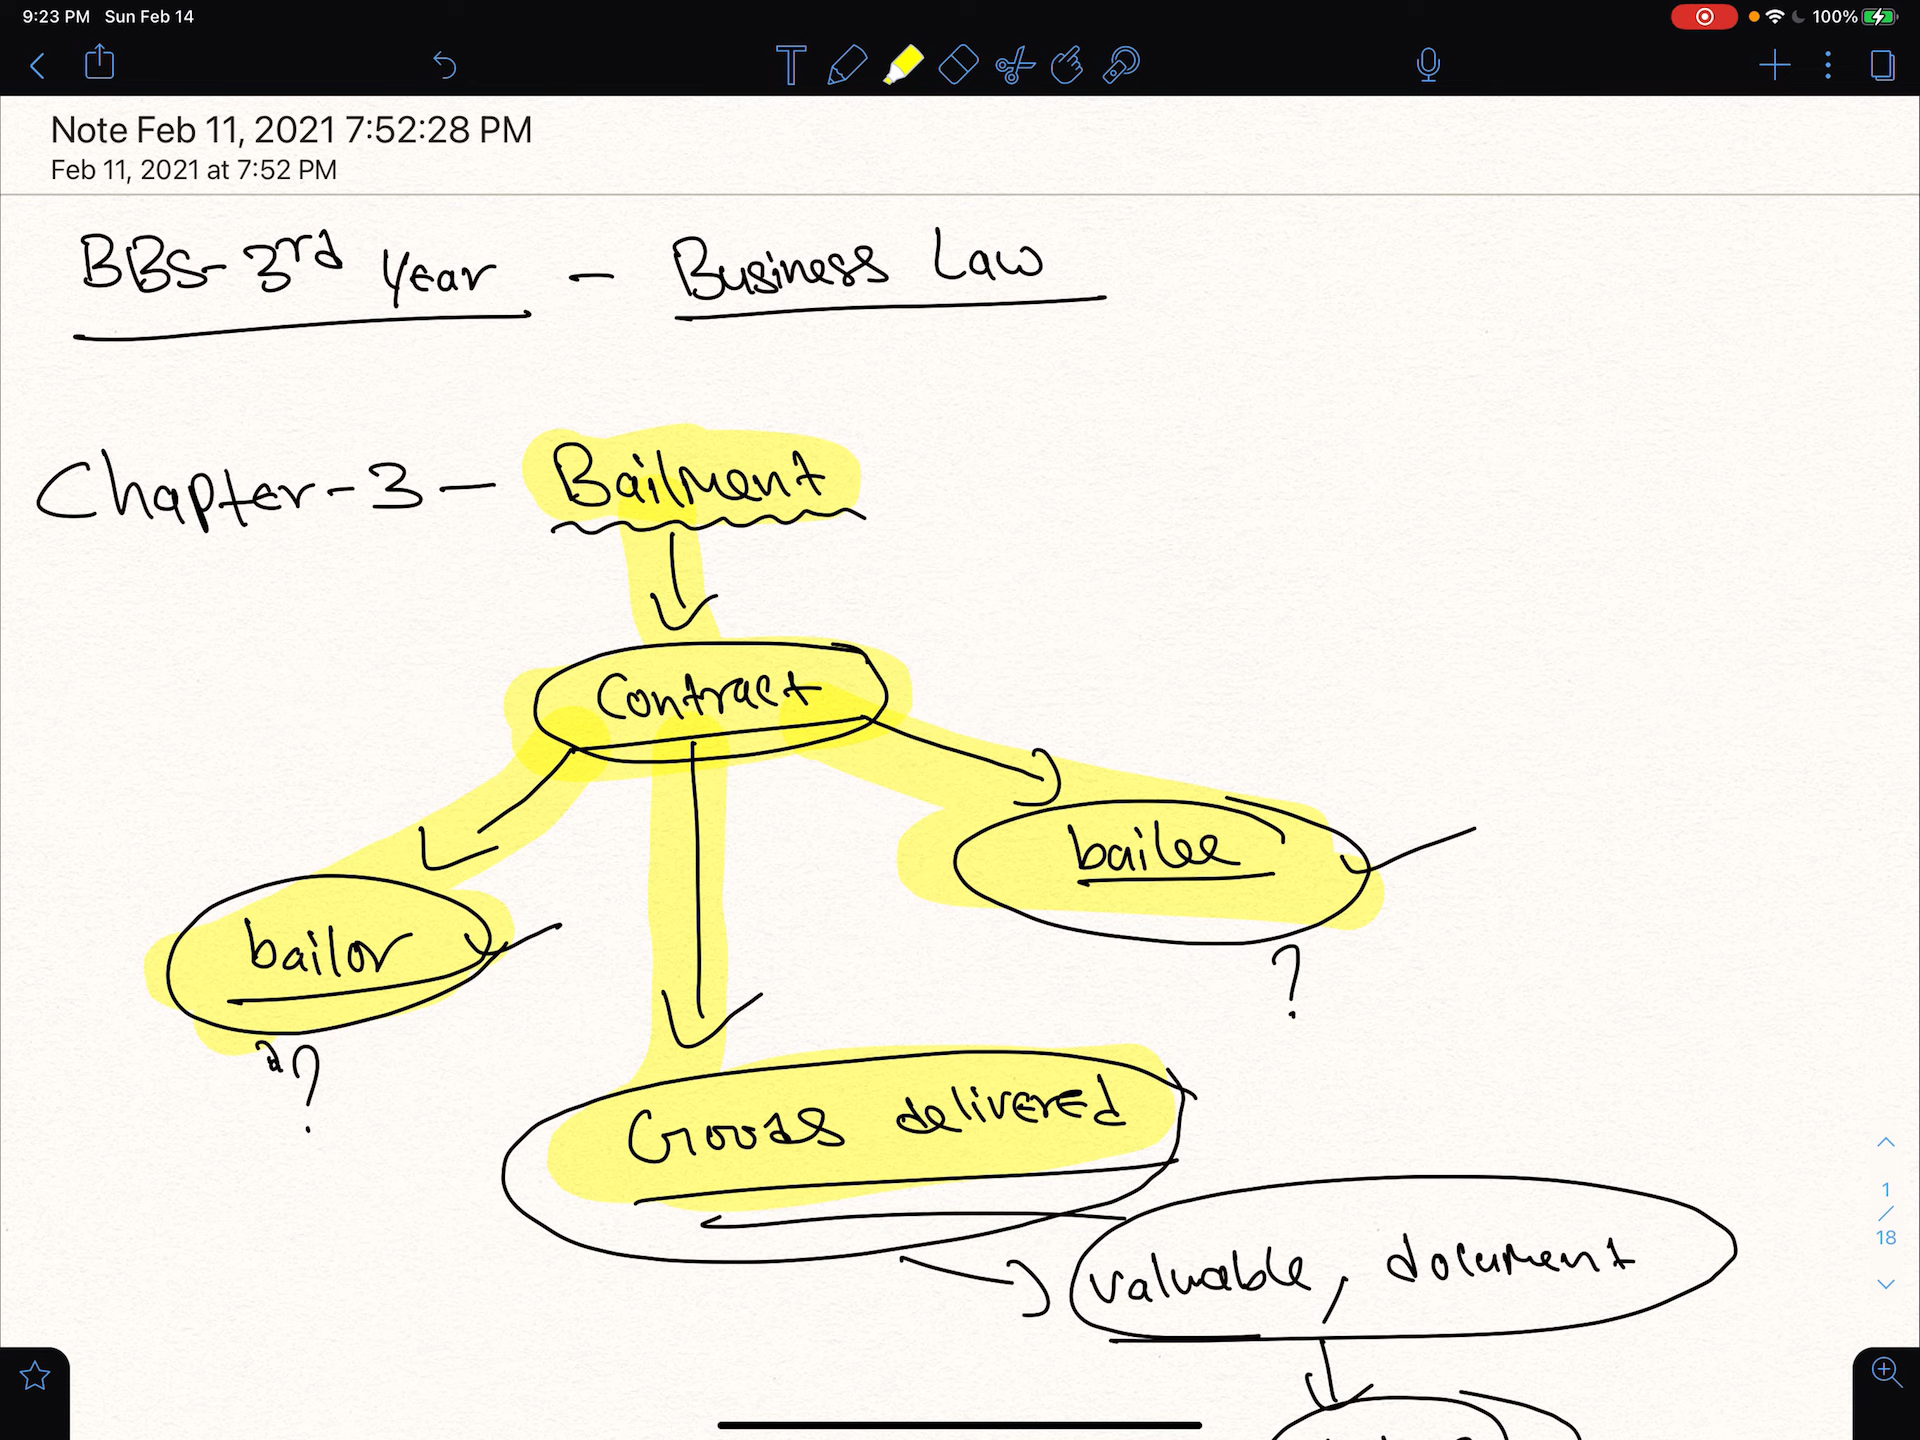 9:23 PM Sun Feb 14 100%
Note Feb 11, 2021 7:52:28 PM
Feb 11, 2021 at 7:52 PM
BBS-3rd Year - Business Law
Chapter-3- Bailment
Contract
bailee
bailor
?
?
Goods delivered
valuable, document
1
/
18